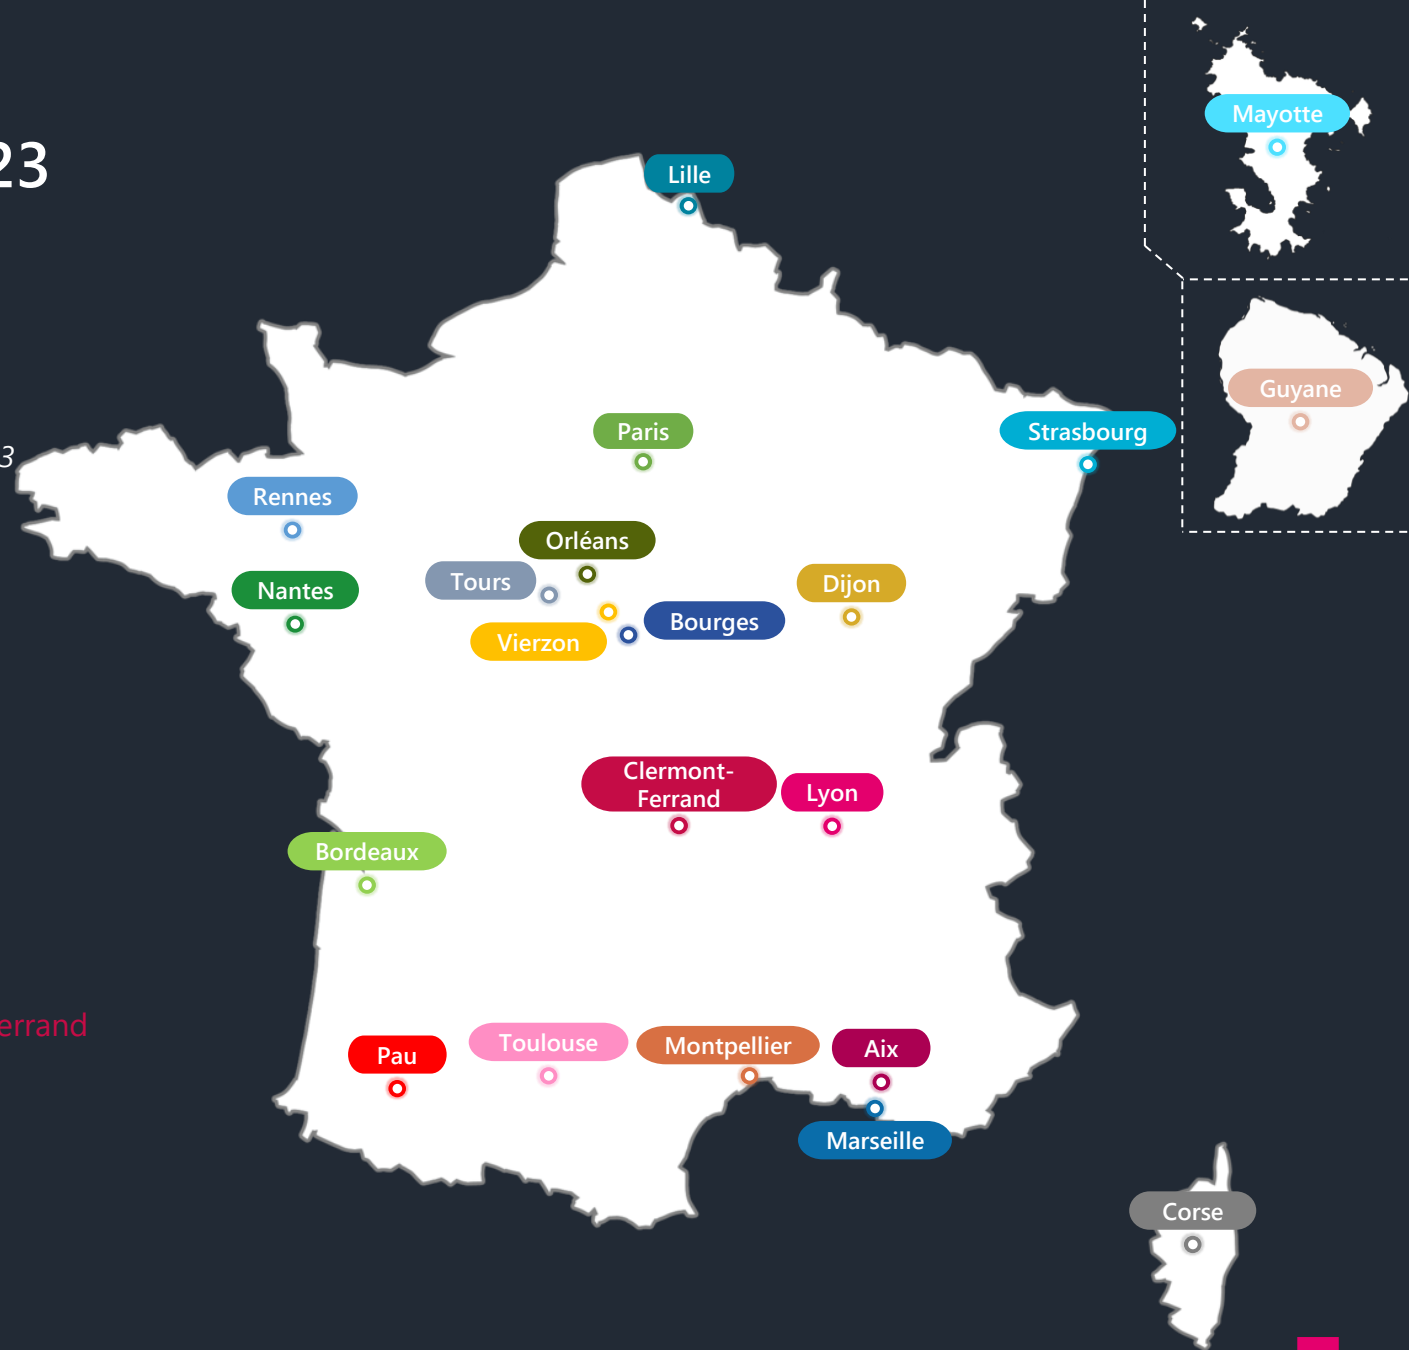 23
Mayotte
Lille
Guyane
Paris
Strasbourg
3
Rennes
Orléans
Tours
Dijon
Nantes
Bourges
Vierzon
Clermont-
Ferrand
Lyon
Bordeaux
errand
Pau
Toulouse
Montpellier
Aix
Marseille
Corse